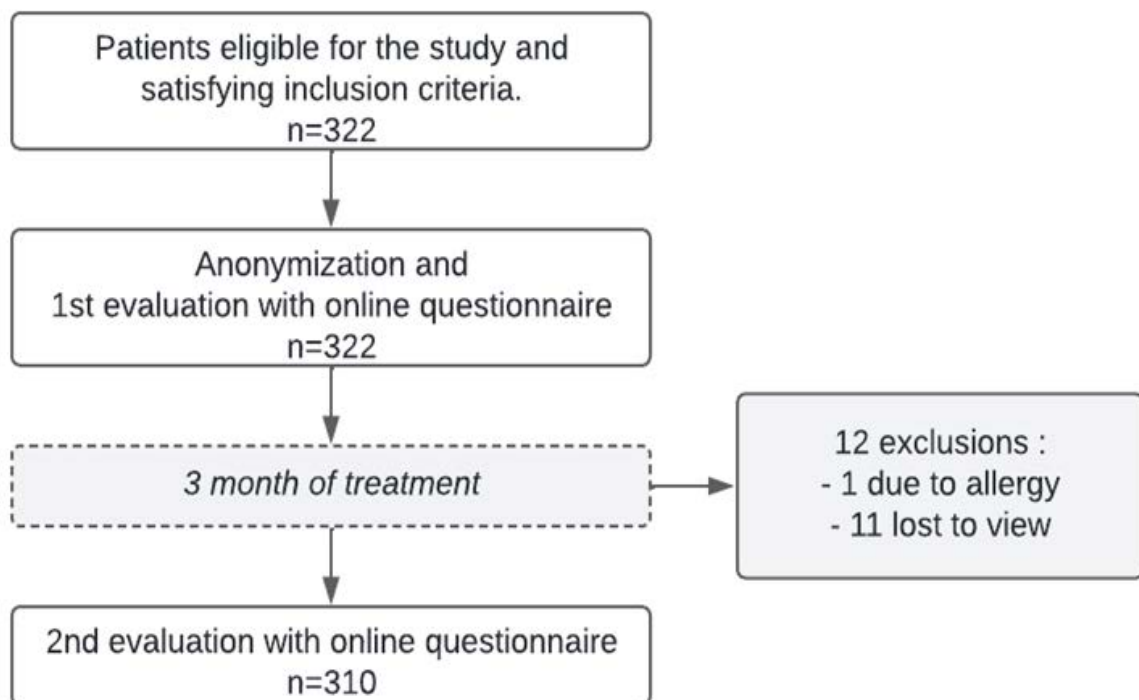 Patients eligible for the study and
satisfying inclusion criteria.
n=322
Anonymization and
1st evaluation with online questionnaire
n=322
3 month of treatment
12 exclusions :
- 1 due to allergy
- 11 lost to view
2nd evaluation with online questionnaire
n=310